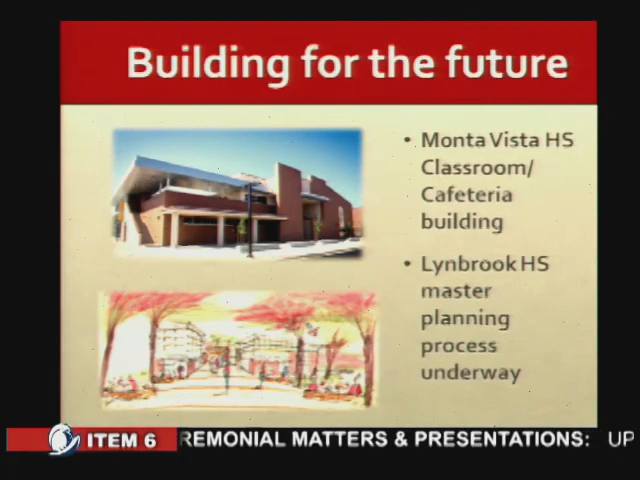 Building for the future
• Monta Vista HS
Classroom/
Cafeteria
building
• Lynbrook HS
master
planning
process
underway
ITEM 6 REMONIAL MATTERS & PRESENTATIONS: UP